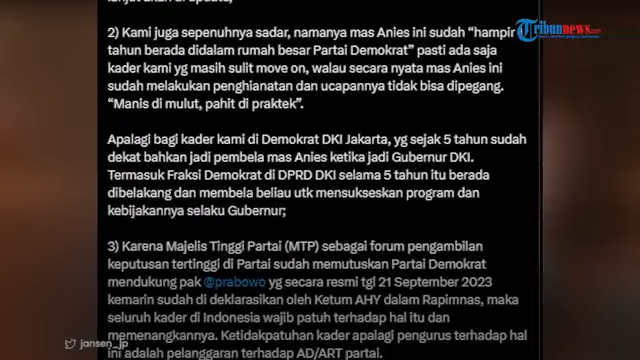 lanjut akan di update;
Tribunnews.com
2) Kami juga sepenuhnya sadar, namanya mas Anies ini sudah “hampir
tahun berada didalam rumah besar Partai Demokrat” pasti ada saja
kader kami yg masih sulit move on, walau secara nyata mas Anies ini
sudah melakukan penghianatan dan ucapannya tidak bisa dipegang.
“Manis di mulut, pahit di praktek”.
Apalagi bagi kader kami di Demokrat DKI Jakarta, yg sejak 5 tahun sudah
dekat bahkan jadi pembela mas Anies ketika jadi Gubernur DKI.
Termasuk Fraksi Demokrat di DPRD DKI selama 5 tahun itu berada
dibelakang dan membela beliau utk mensukseskan program dan
kebijakannya selaku Gubernur;
3) Karena Majelis Tinggi Partai (MTP) sebagai forum pengambilan
keputusan tertinggi di Partai sudah memutuskan Partai Demokrat
mendukung pak @prabowo yg secara resmi tgl 21 September 2023
kemarin sudah di deklarasikan oleh Ketum AHY dalam Rapimnas, maka
seluruh kader di Indonesia wajib patuh terhadap hal itu dan
memenangkannya. Ketidakpatuhan kader apalagi pengurus terhadap hal
ini adalah pelanggaran terhadap AD/ART partai.
jansen_jp